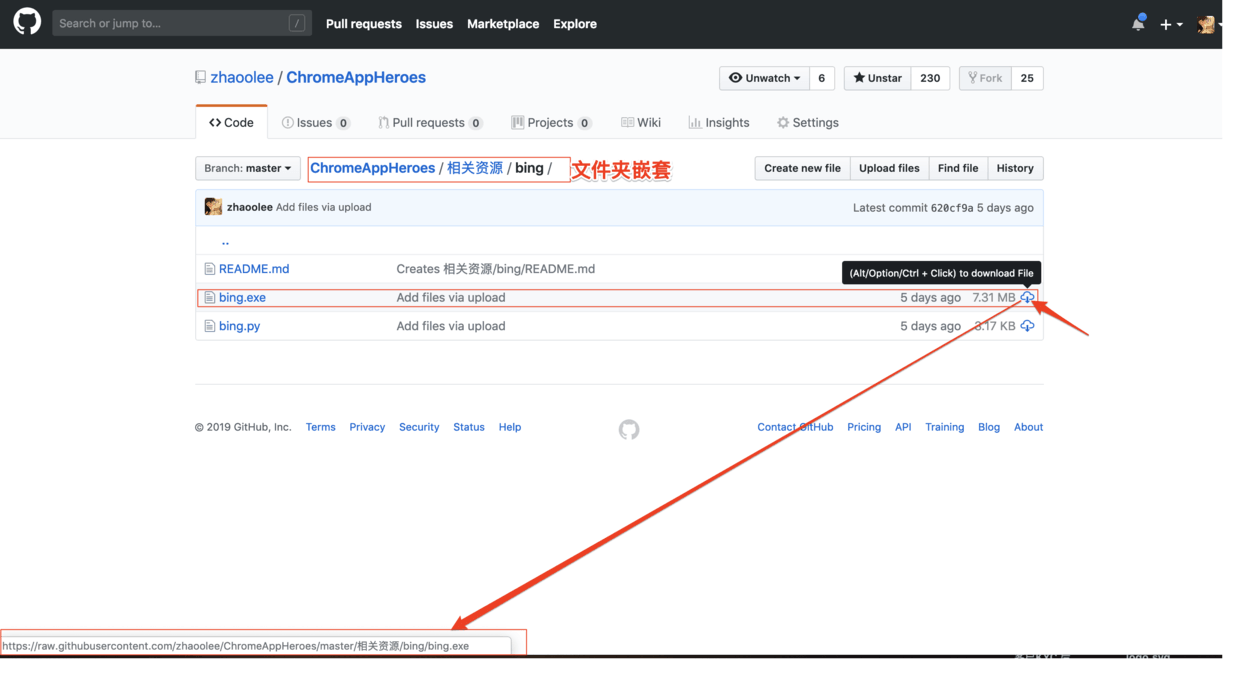 Search or jump to... /
Pull requests Issues Marketplace Explore
zhaoolee / ChromeAppHeroes
Unwatch 6 Unstar 230 Fork 25
Code Issues 0 Pull requests 0 Projects 0 Wiki Insights Settings
Branch: master ChromeAppHeroes / 相关资源 / bing / 文件夹嵌套 Create new file Upload files Find file History
zhaoolee Add files via upload Latest commit 620cf9a 5 days ago
..
README.md Creates 相关资源/bing/README.md
(Alt/Option/Ctrl + Click) to download File
bing.exe Add files via upload 5 days ago 7.31 MB
bing.py Add files via upload 5 days ago 3.17 KB
© 2019 GitHub, Inc. Terms Privacy Security Status Help Contact GitHub Pricing API Training Blog About
https://raw.githubusercontent.com/zhaoolee/ChromeAppHeroes/master/相关资源/bing/bing.exe